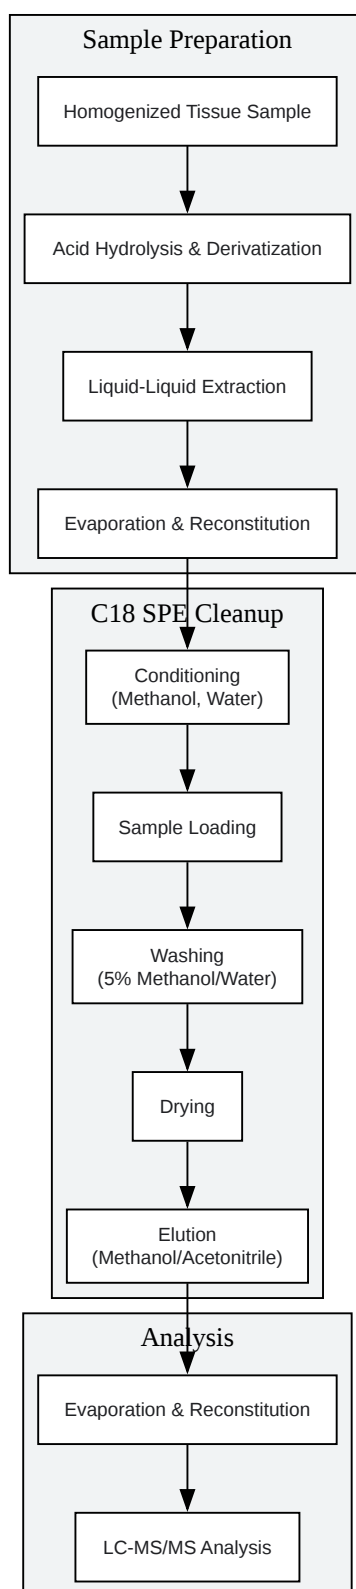 Sample Preparation
Homogenized Tissue Sample
Acid Hydrolysis & Derivatization
Liquid-Liquid Extraction
Evaporation & Reconstitution
C18 SPE Cleanup
Conditioning
(Methanol, Water)
Sample Loading
Washing
(5% Methanol/Water)
Drying
Elution
(Methanol/Acetonitrile)
Analysis
Evaporation & Reconstitution
LC-MS/MS Analysis